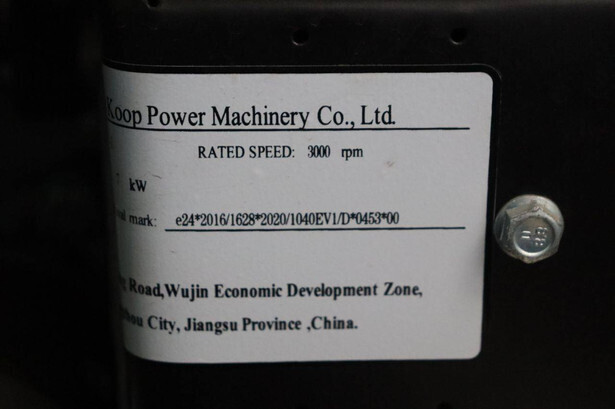 Koop Power Machinery Co., Ltd.
RATED SPEED: 3000 rpm
kW
mark: e24*2016/1628*2020/1040EV1/D*0453*00
Road,Wujin Economic Development Zone,
City, Jiangsu Province ,China.